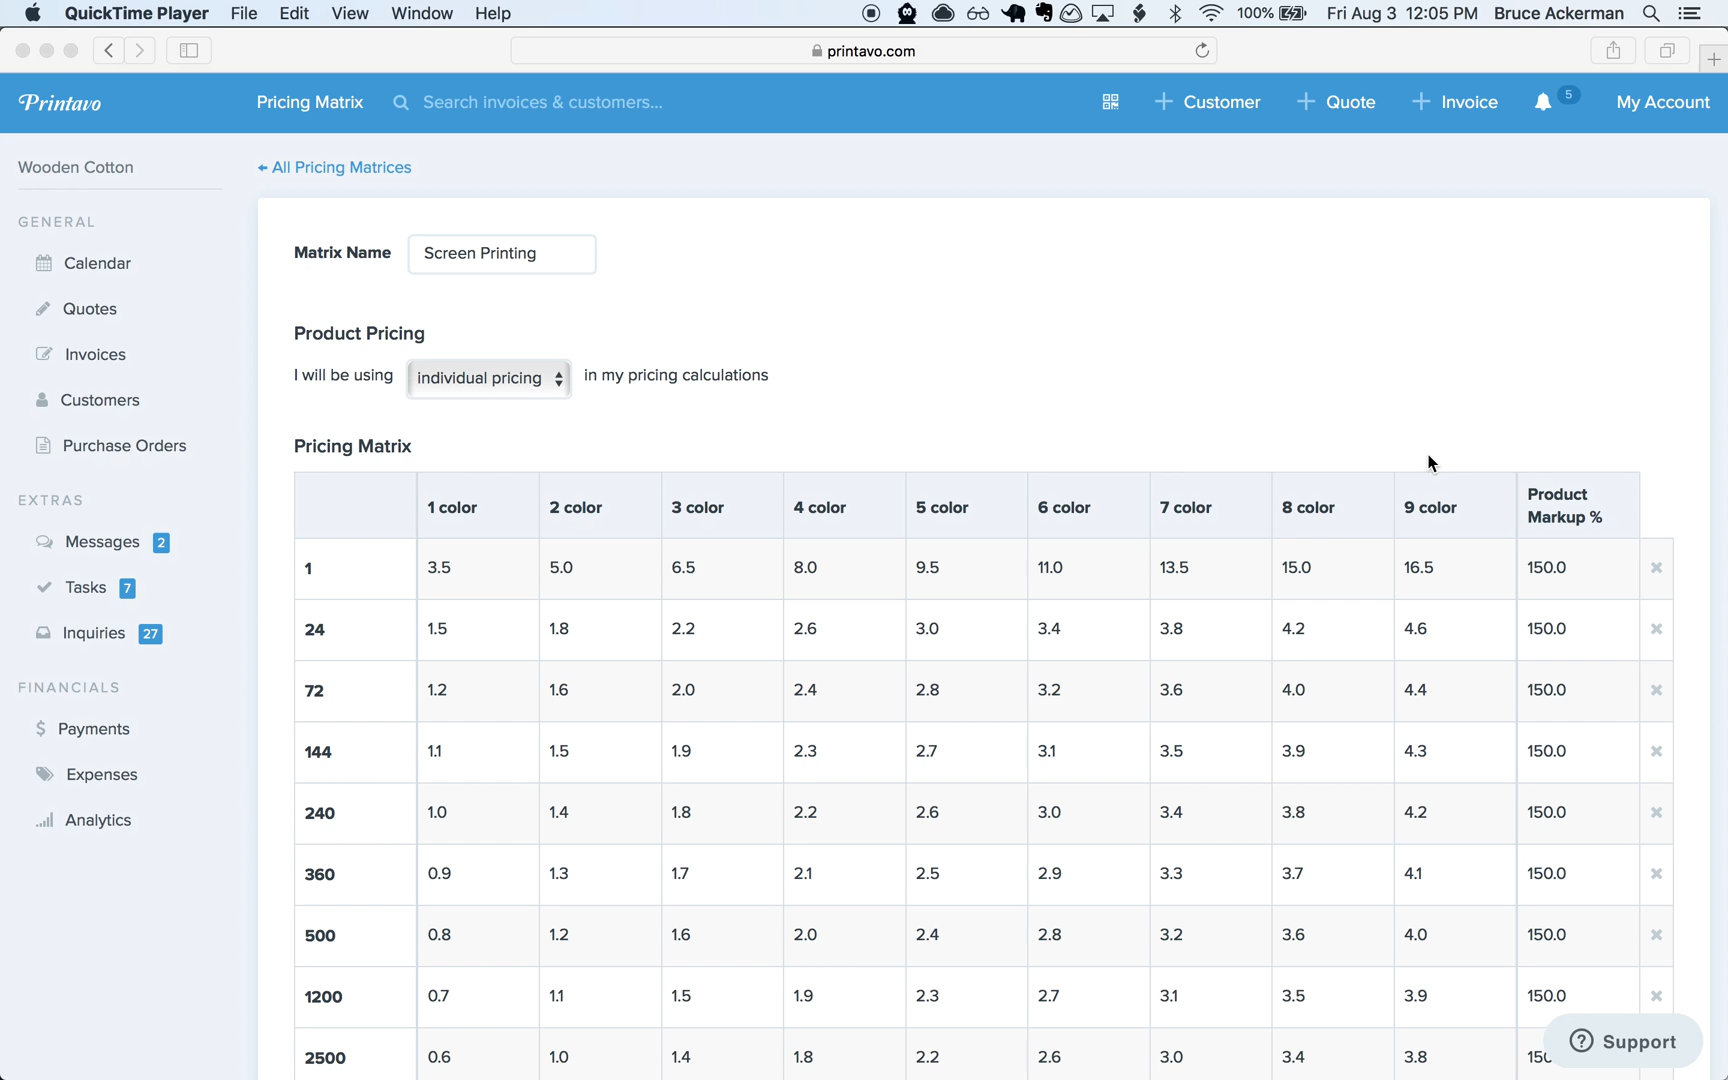 QuickTime Player File Edit View Window Help 100% Fri Aug 3 12:05 PM Bruce Ackerman
printavo.com
Printavo Pricing Matrix Search invoices & customers... + Customer + Quote + Invoice 5 My Account
Wooden Cotton
GENERAL
Calendar
Quotes
Invoices
Customers
Purchase Orders
EXTRAS
Messages 2
Tasks 7
Inquiries 27
FINANCIALS
$ Payments
Expenses
Analytics
← All Pricing Matrices
Matrix Name Screen Printing
Product Pricing
I will be using individual pricing in my pricing calculations
Pricing Matrix
1 color 2 color 3 color 4 color 5 color 6 color 7 color 8 color 9 color Product
Markup %
1 3.5 5.0 6.5 8.0 9.5 11.0 13.5 15.0 16.5 150.0
24 1.5 1.8 2.2 2.6 3.0 3.4 3.8 4.2 4.6 150.0
72 1.2 1.6 2.0 2.4 2.8 3.2 3.6 4.0 4.4 150.0
144 1.1 1.5 1.9 2.3 2.7 3.1 3.5 3.9 4.3 150.0
240 1.0 1.4 1.8 2.2 2.6 3.0 3.4 3.8 4.2 150.0
360 0.9 1.3 1.7 2.1 2.5 2.9 3.3 3.7 4.1 150.0
500 0.8 1.2 1.6 2.0 2.4 2.8 3.2 3.6 4.0 150.0
1200 0.7 1.1 1.5 1.9 2.3 2.7 3.1 3.5 3.9 150.0
2500 0.6 1.0 1.4 1.8 2.2 2.6 3.0 3.4 3.8
? Support